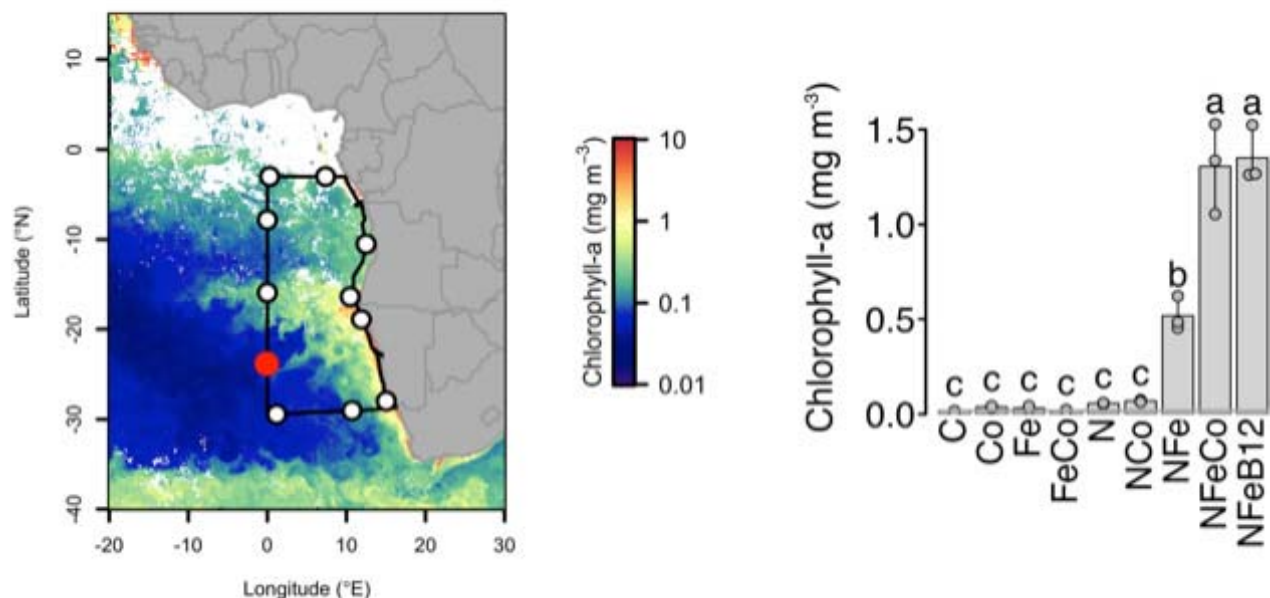 Latitude (°N)
10
0
-10
-20
-30
-40
-20
-10
0
10
20
30
Longitude (°E)
Chlorophyll-a (mg m⁻³)
10
1
0.1
0.01
Chlorophyll-a (mg m⁻³)
1.5
1.0
0.5
0.0
c
c
c
c
c
c
b
a
a
C
Co
Fe
FeCo
N
NCo
NFe
NFeCo
NFeB12